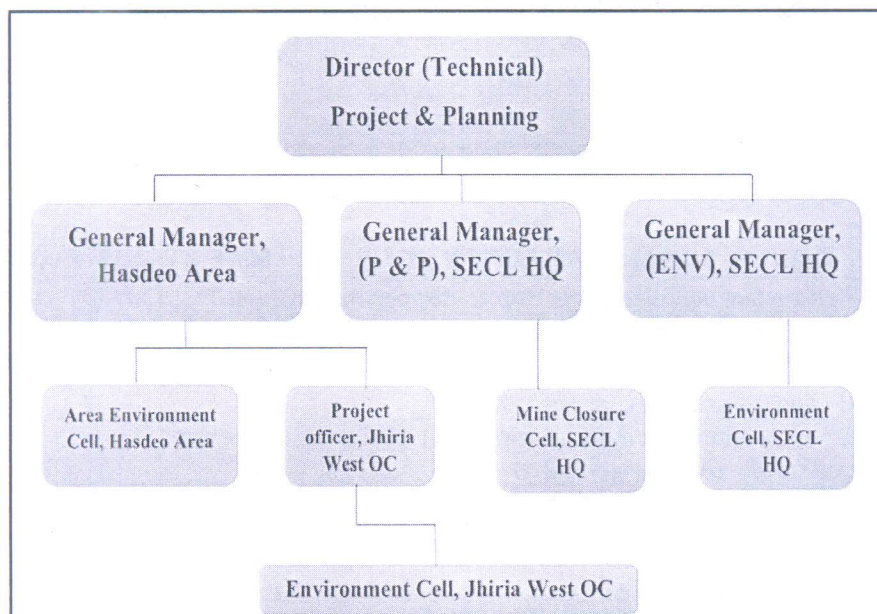 Director (Technical)
Project & Planning
General Manager,
Hasdeo Area
General Manager,
(P & P), SECL HQ
General Manager,
(ENV), SECL HQ
Area Environment
Cell, Hasdeo Area
Project
officer, Jhiria
West OC
Mine Closure
Cell, SECL
HQ
Environment
Cell, SECL
HQ
Environment Cell, Jhiria West OC